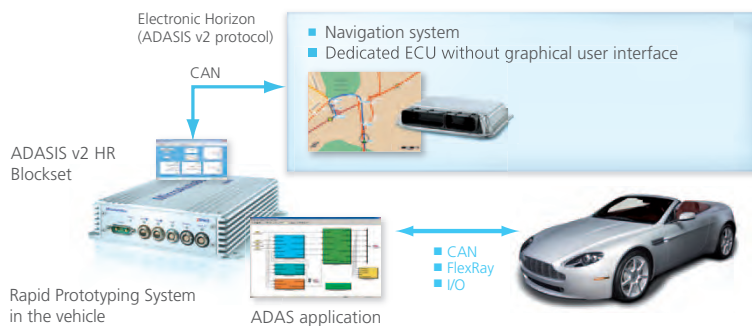 Electronic Horizon
(ADASIS v2 protocol)
CAN
Navigation system
Dedicated ECU without graphical user interface
ADASIS v2 HR
Blockset
Rapid Prototyping System
in the vehicle
ADAS application
CAN
FlexRay
I/O